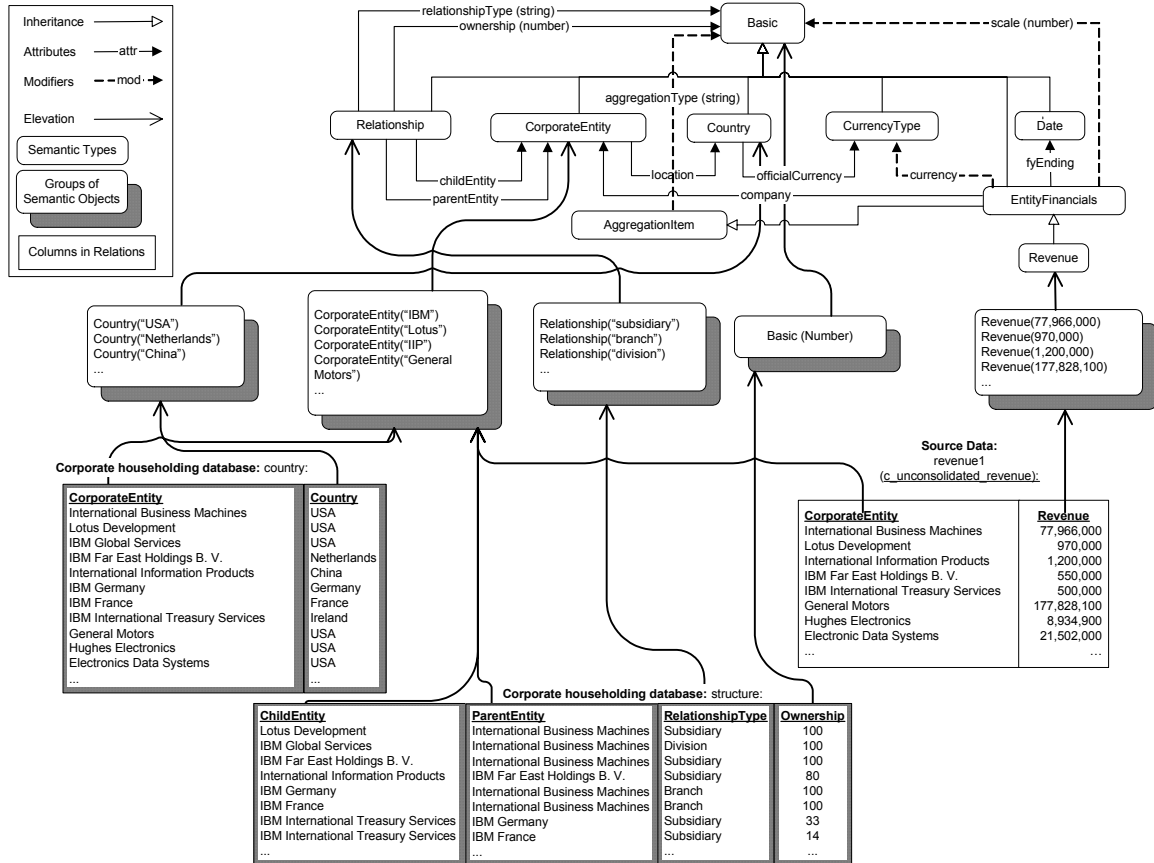 Inheritance
Attributes
attr
Modifiers
mod
Elevation
Semantic Types
Groups of
Semantic Objects
Columns in Relations
relationshipType (string)
ownership (number)
Basic
scale (number)
aggregationType (string)
Relationship
CorporateEntity
Country
CurrencyType
Date
fyEnding
childEntity
parentEntity
location
officialCurrency
currency
company
AggregationItem
EntityFinancials
Revenue
Country(“USA”)
Country(“Netherlands”)
Country(“China”)
...
CorporateEntity(“IBM”)
CorporateEntity(“Lotus”)
CorporateEntity(“IIP”)
CorporateEntity(“General
Motors”)
...
Relationship(“subsidiary”)
Relationship(“branch”)
Relationship(“division”)
...
Basic (Number)
Revenue(77,966,000)
Revenue(970,000)
Revenue(1,200,000)
Revenue(177,828,100)
...
Corporate householding database: country:
CorporateEntity Country
International Business Machines USA
Lotus Development USA
IBM Global Services USA
IBM Far East Holdings B. V. Netherlands
International Information Products China
IBM Germany Germany
IBM France France
IBM International Treasury Services Ireland
General Motors USA
Hughes Electronics USA
Electronics Data Systems USA
... ...
Source Data:
revenue1
(c_unconsolidated_revenue):
CorporateEntity Revenue
International Business Machines 77,966,000
Lotus Development 970,000
International Information Products 1,200,000
IBM Far East Holdings B. V. 550,000
IBM International Treasury Services 500,000
General Motors 177,828,100
Hughes Electronics 8,934,900
Electronic Data Systems 21,502,000
... ...
Corporate householding database: structure:
ChildEntity ParentEntity RelationshipType Ownership
Lotus Development International Business Machines Subsidiary 100
IBM Global Services International Business Machines Division 100
IBM Far East Holdings B. V. International Business Machines Subsidiary 100
International Information Products IBM Far East Holdings B. V. Subsidiary 80
IBM Germany International Business Machines Branch 100
IBM France International Business Machines Branch 100
IBM International Treasury Services IBM Germany Subsidiary 33
IBM International Treasury Services IBM France Subsidiary 14
... ... ... ...